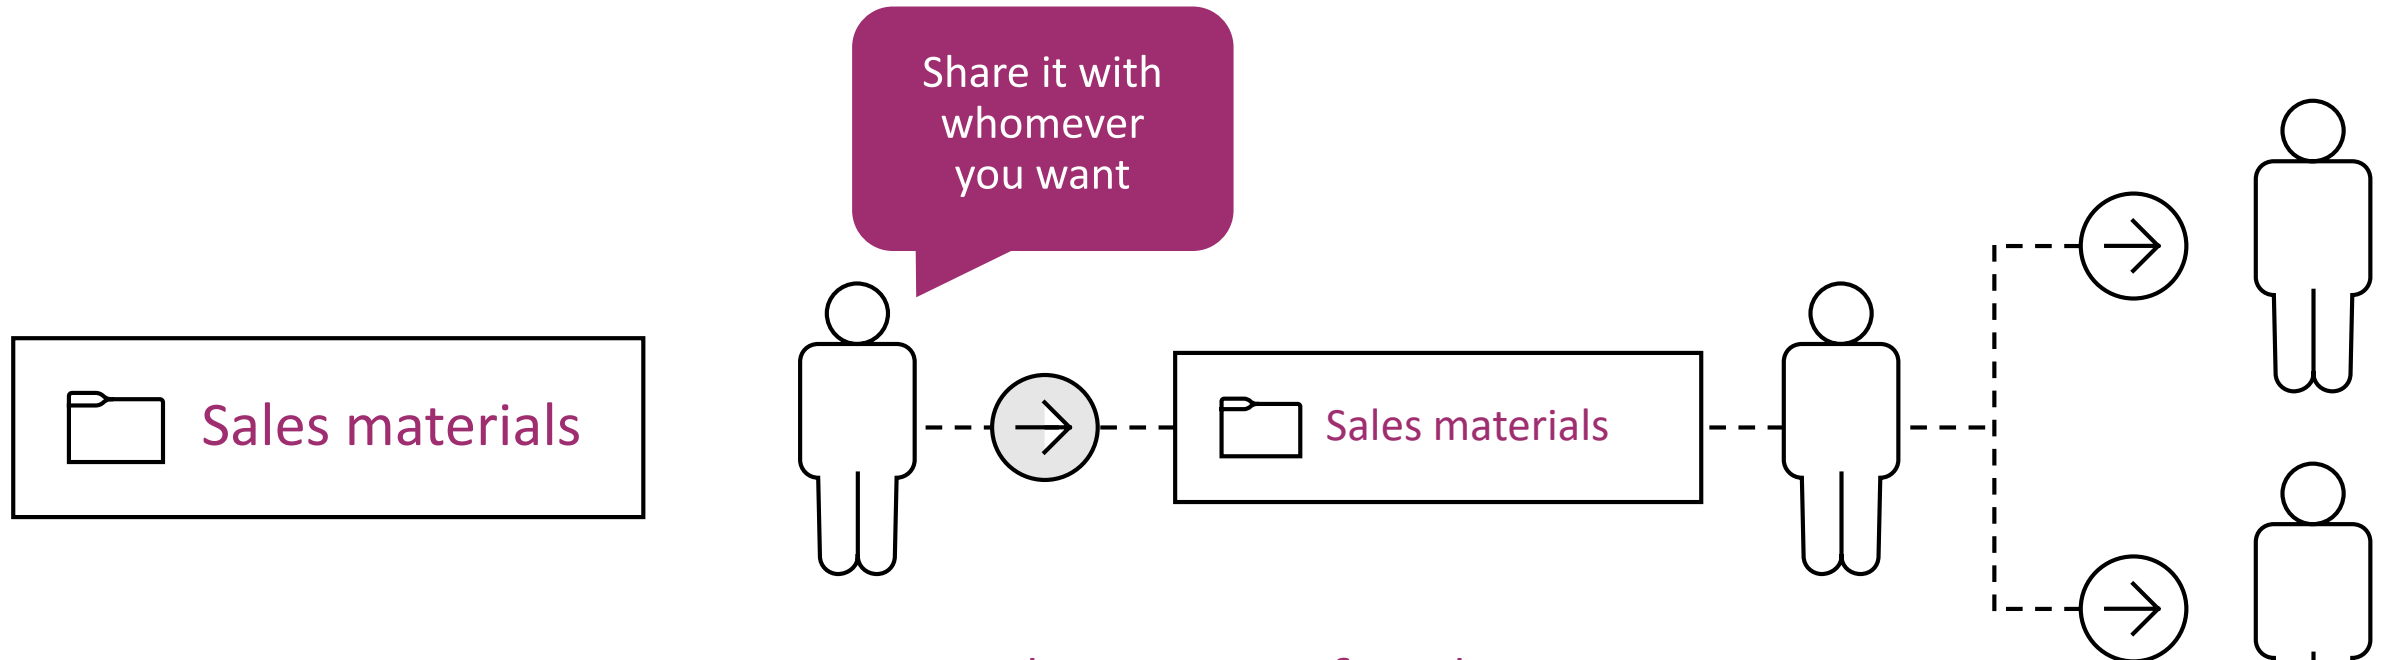 Share it with
whomever
you want
Sales materials
Sales materials